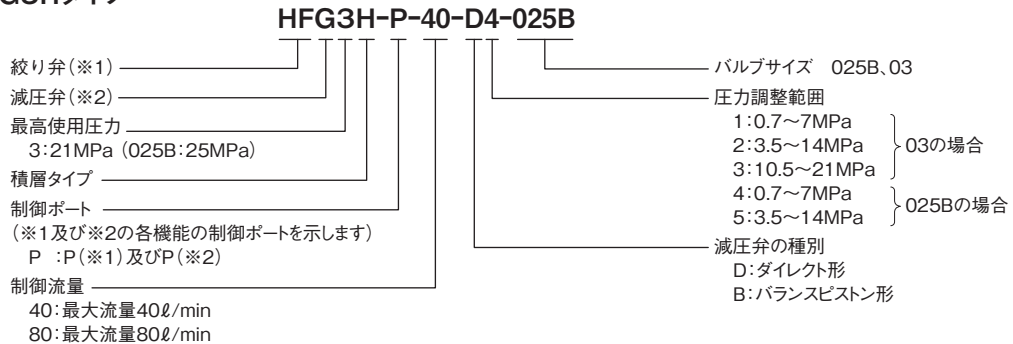 HFG3H-P-40-D4-025B
絞り弁(※1)
減圧弁(※2)
最高使用圧力
3:21MPa (025B:25MPa)
積層タイプ
制御ポート
(※1及び※2の各機能の制御ポートを示します)
P :P(※1)及びP(※2)
制御流量
40:最大流量40ℓ/min
80:最大流量80ℓ/min
バルブサイズ 025B、03
圧力調整範囲
1:0.7〜7MPa
2:3.5〜14MPa
3:10.5〜21MPa
03の場合
4:0.7〜7MPa
5:3.5〜14MPa
025Bの場合
減圧弁の種別
D:ダイレクト形
B:バランスピストン形